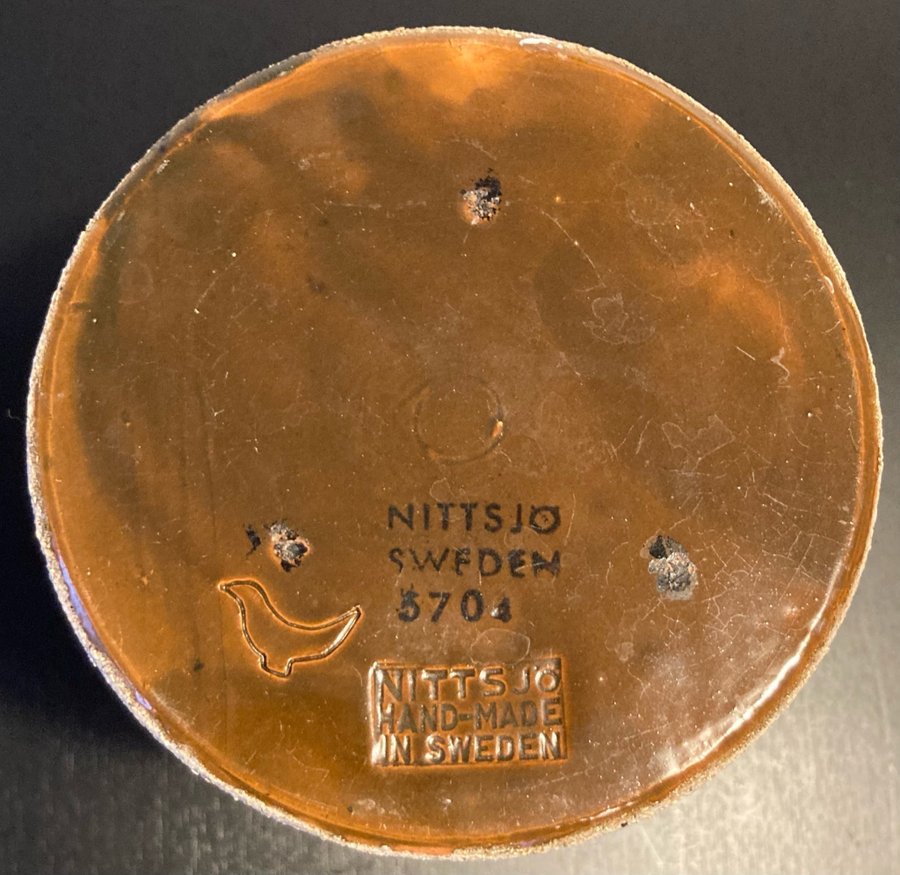 NITTSJÖ
SWEDEN
5704
NITTSJÖ
HAND-MADE
IN SWEDEN